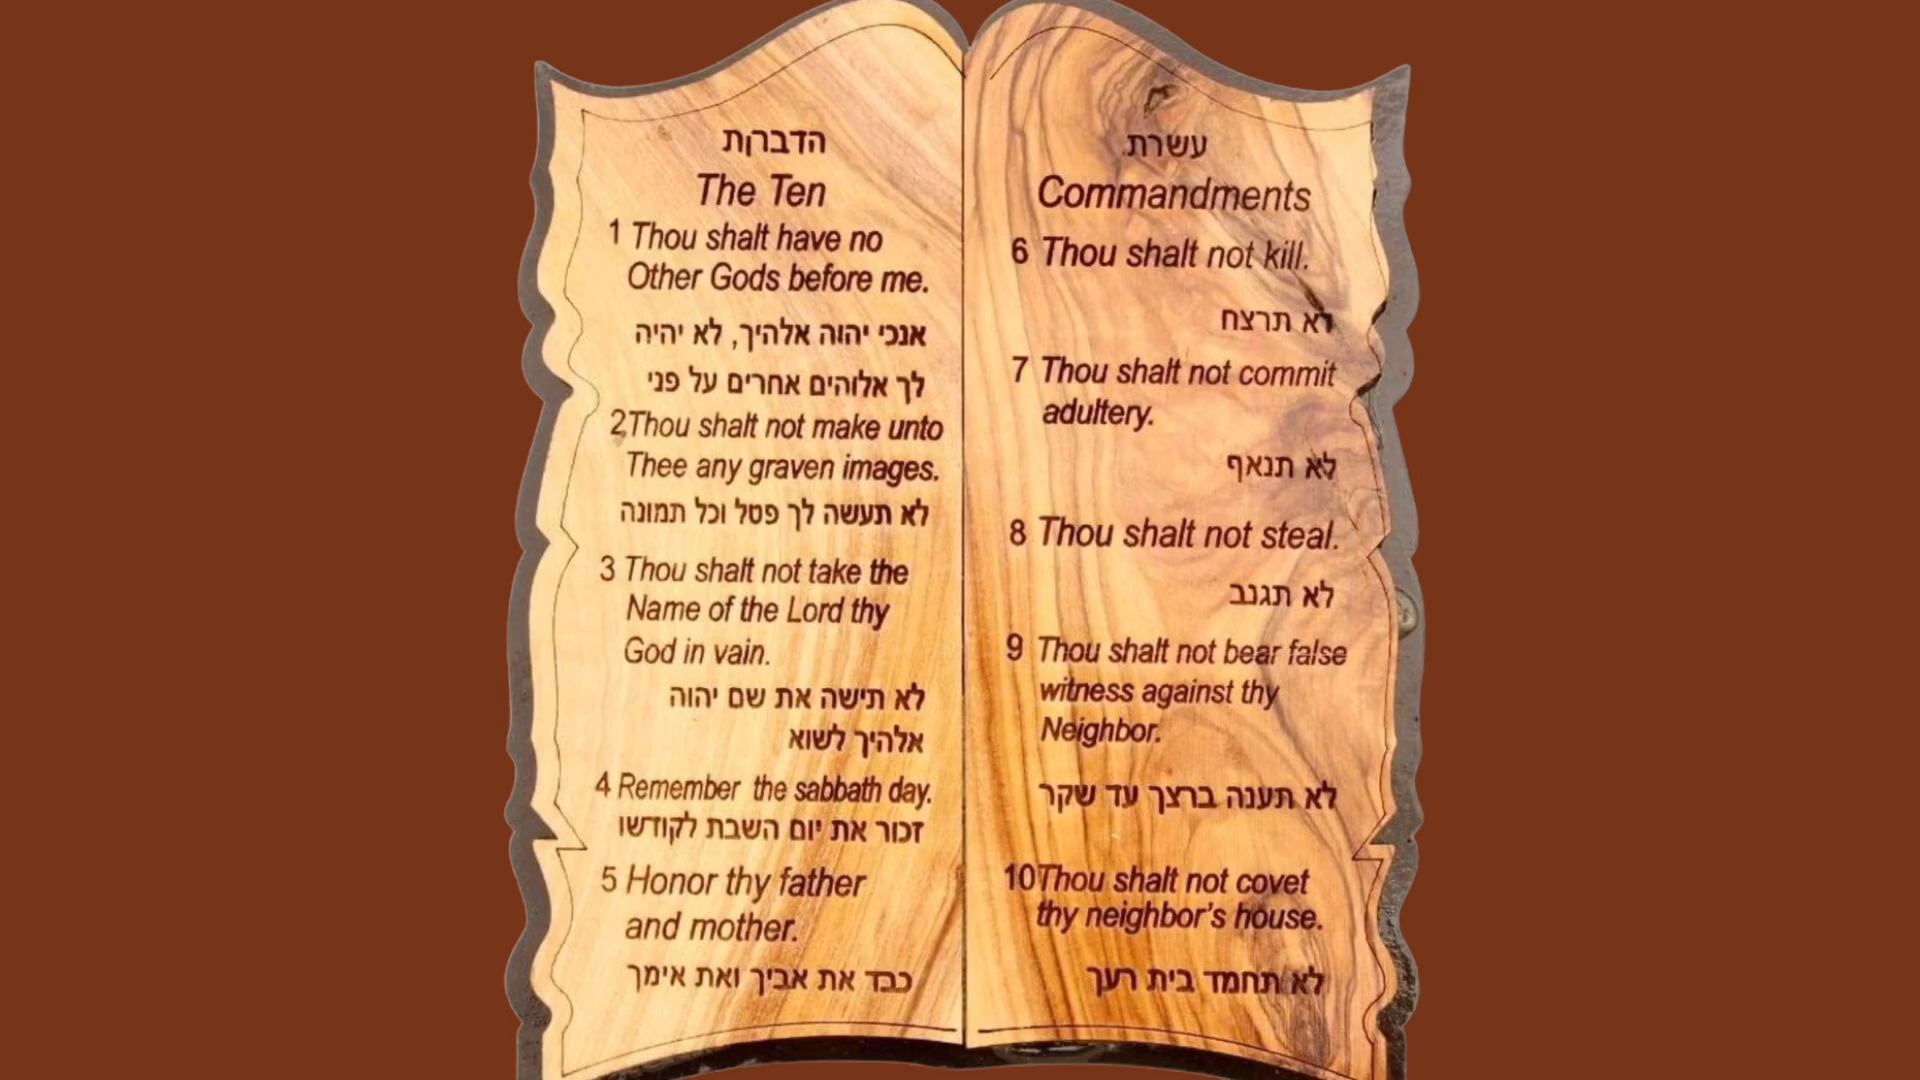 הדברות
The Ten
1 Thou shalt have no
Other Gods before me.
אנכי יהוה אלהיך, לא יהיה
לך אלוהים אחרים על פני
2 Thou shalt not make unto
Thee any graven images.
לא תעשה לך פסל וכל תמונה
3 Thou shalt not take the
Name of the Lord thy
God in vain.
לא תישה את שם יהוה
אלהיך לשוא
4 Remember the sabbath day.
זכור את יום השבת לקודשו
5 Honor thy father
and mother.
כבד את אביך ואת אימך
עשרת
Commandments
6 Thou shalt not kill.
לא תרצח
7 Thou shalt not commit
adultery.
לא תנאף
8 Thou shalt not steal.
לא תגנב
9 Thou shalt not bear false
witness against thy
Neighbor.
לא תענה ברצך עד שקר
10 Thou shalt not covet
thy neighbor's house.
לא תחמד בית רעך